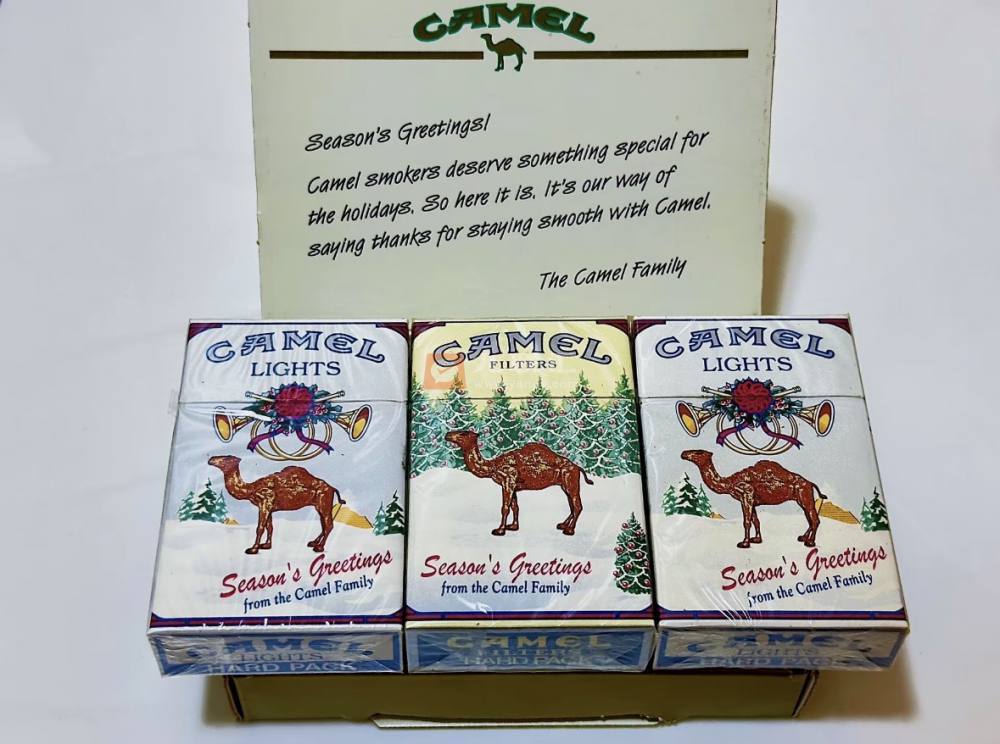 CAMEL
Season's Greetings!
Camel smokers deserve something special for
the holidays. So here it is. It's our way of
saying thanks for staying smooth with Camel.
The Camel Family
CAMEL
LIGHTS
Season's Greetings
from the Camel Family
CAMEL
LIGHTS
HARD PACK
CAMEL
FILTERS
Season's Greetings
from the Camel Family
CAMEL
FILTERS
HARD PACK
CAMEL
LIGHTS
Season's Greetings
from the Camel Family
CAMEL
LIGHTS
HARD PACK